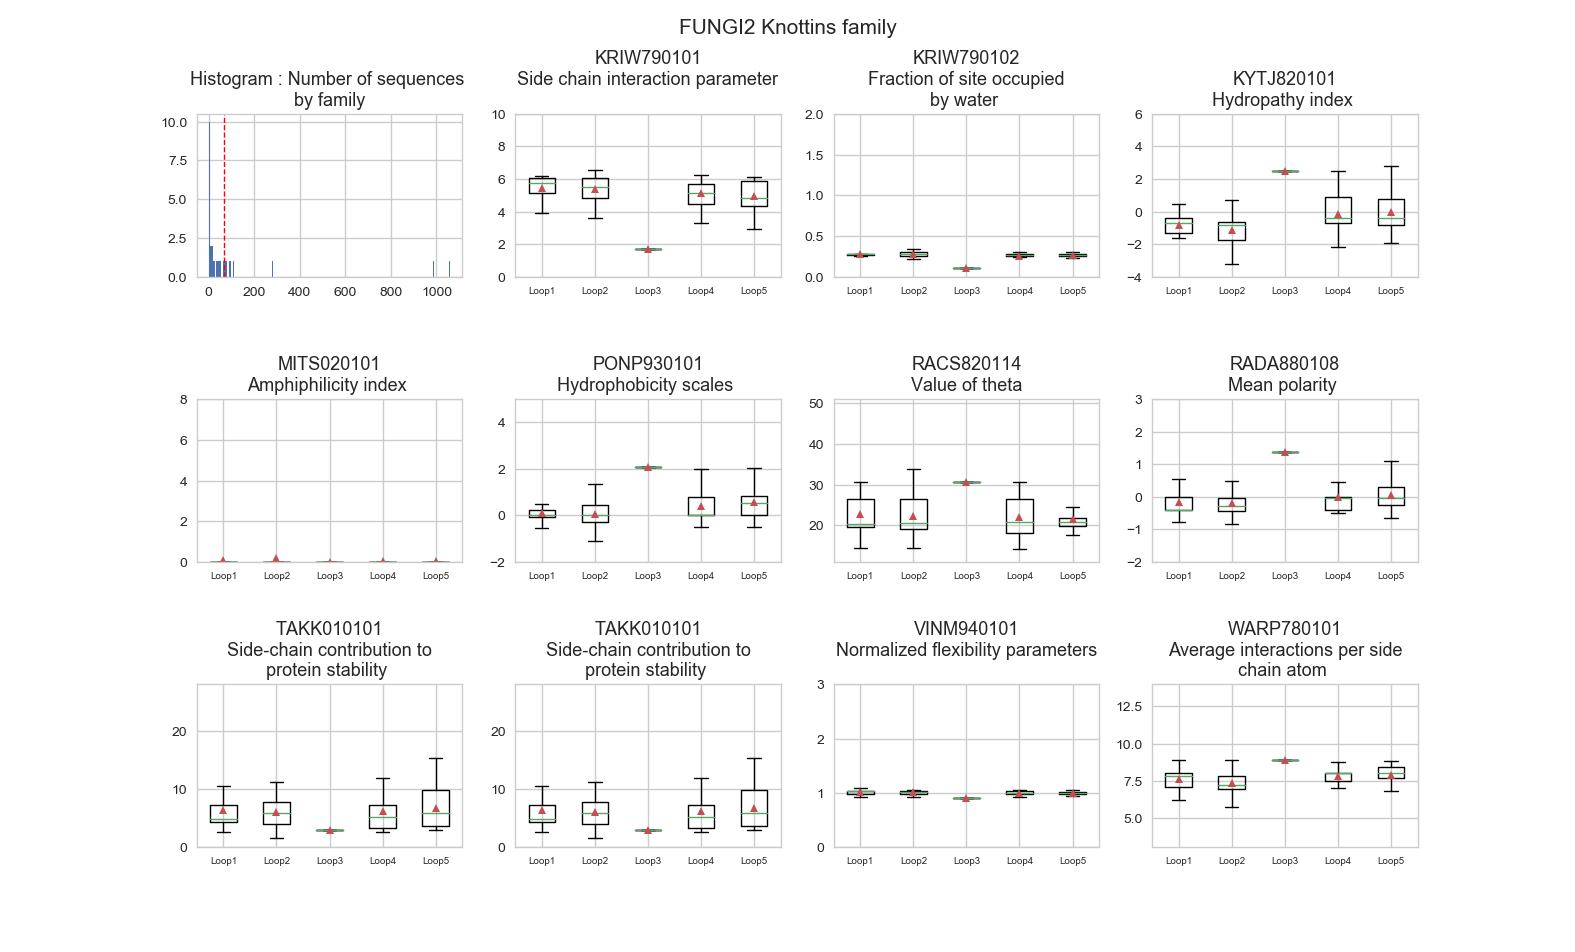 FUNGI2 Knottins family
Histogram : Number of sequences
by family
10.0
7.5
5.0
2.5
0.0
0 200 400 600 800 1000
KRIW790101
Side chain interaction parameter
10
8
6
4
2
0
Loop1 Loop2 Loop3 Loop4 Loop5
KRIW790102
Fraction of site occupied
by water
2.0
1.5
1.0
0.5
0.0
Loop1 Loop2 Loop3 Loop4 Loop5
KYTJ820101
Hydropathy index
6
4
2
0
−2
−4
Loop1 Loop2 Loop3 Loop4 Loop5
MITS020101
Amphiphilicity index
8
6
4
2
0
Loop1 Loop2 Loop3 Loop4 Loop5
PONP930101
Hydrophobicity scales
4
2
0
−2
Loop1 Loop2 Loop3 Loop4 Loop5
RACS820114
Value of theta
50
40
30
20
Loop1 Loop2 Loop3 Loop4 Loop5
RADA880108
Mean polarity
3
2
1
0
−1
−2
Loop1 Loop2 Loop3 Loop4 Loop5
TAKK010101
Side-chain contribution to
protein stability
20
10
0
Loop1 Loop2 Loop3 Loop4 Loop5
TAKK010101
Side-chain contribution to
protein stability
20
10
0
Loop1 Loop2 Loop3 Loop4 Loop5
VINM940101
Normalized flexibility parameters
3
2
1
0
Loop1 Loop2 Loop3 Loop4 Loop5
WARP780101
Average interactions per side
chain atom
12.5
10.0
7.5
5.0
Loop1 Loop2 Loop3 Loop4 Loop5